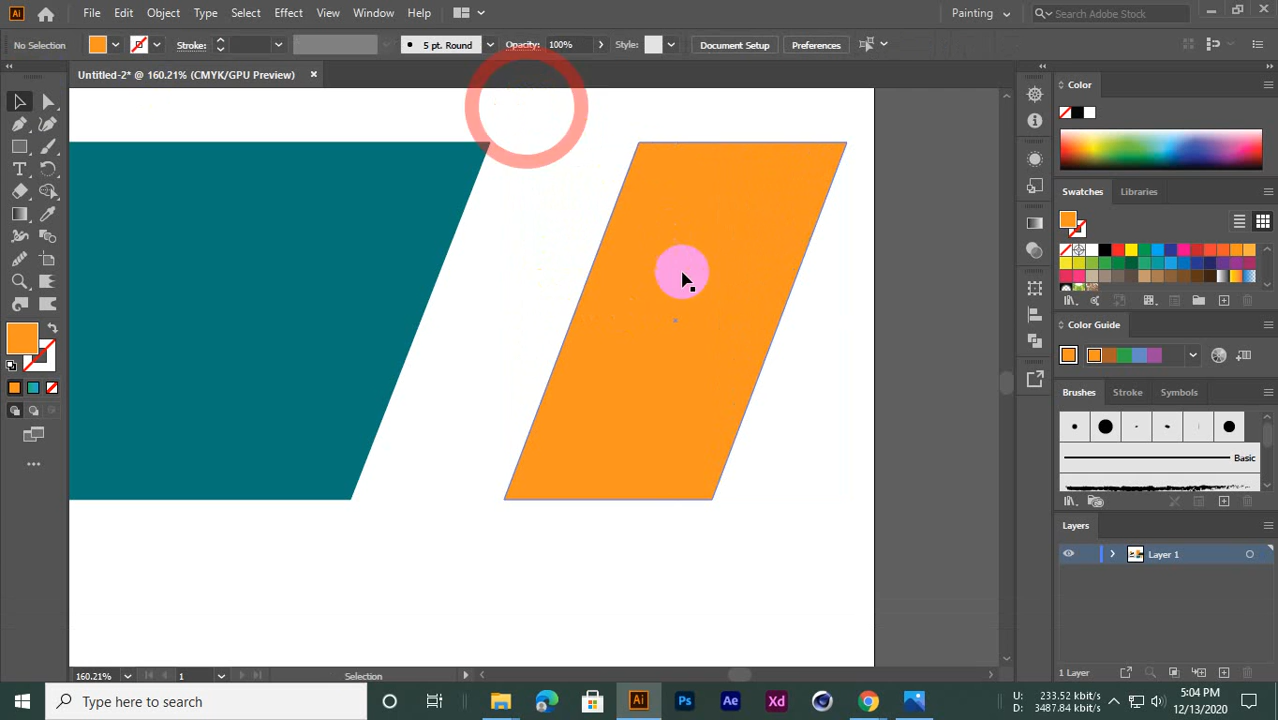 Ai File Edit Object Type Select Effect View Window Help Painting Search Adobe Stock
No Selection Stroke: 5 pt. Round Opacity: 100% Style: Document Setup Preferences
Untitled-2* @ 160.21% (CMYK/GPU Preview)
Color
Swatches Libraries
Color Guide
Brushes Stroke Symbols
Basic
Layers
Layer 1
160.21% 1 Selection 1 Layer
Type here to search Ai Ps Ae Xd U: 233.52 kbit/s D: 3487.84 kbit/s 5:04 PM 12/13/2020